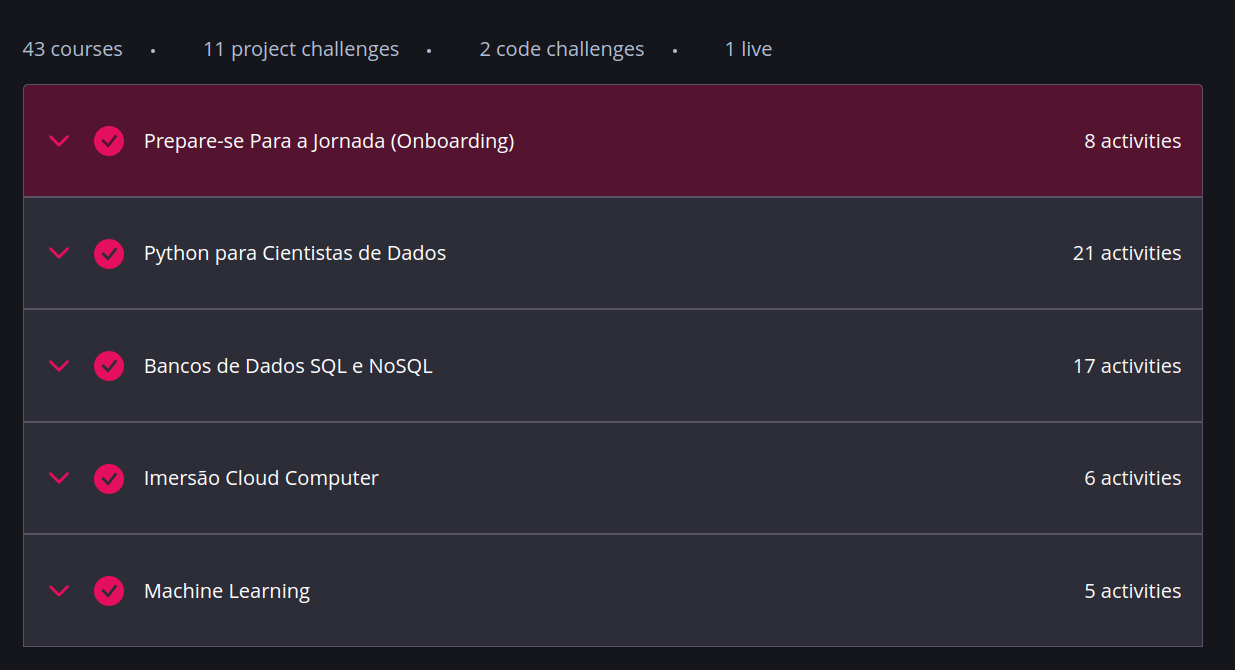 43 courses • 11 project challenges • 2 code challenges • 1 live
Prepare-se Para a Jornada (Onboarding) 8 activities
Python para Cientistas de Dados 21 activities
Bancos de Dados SQL e NoSQL 17 activities
Imersão Cloud Computer 6 activities
Machine Learning 5 activities